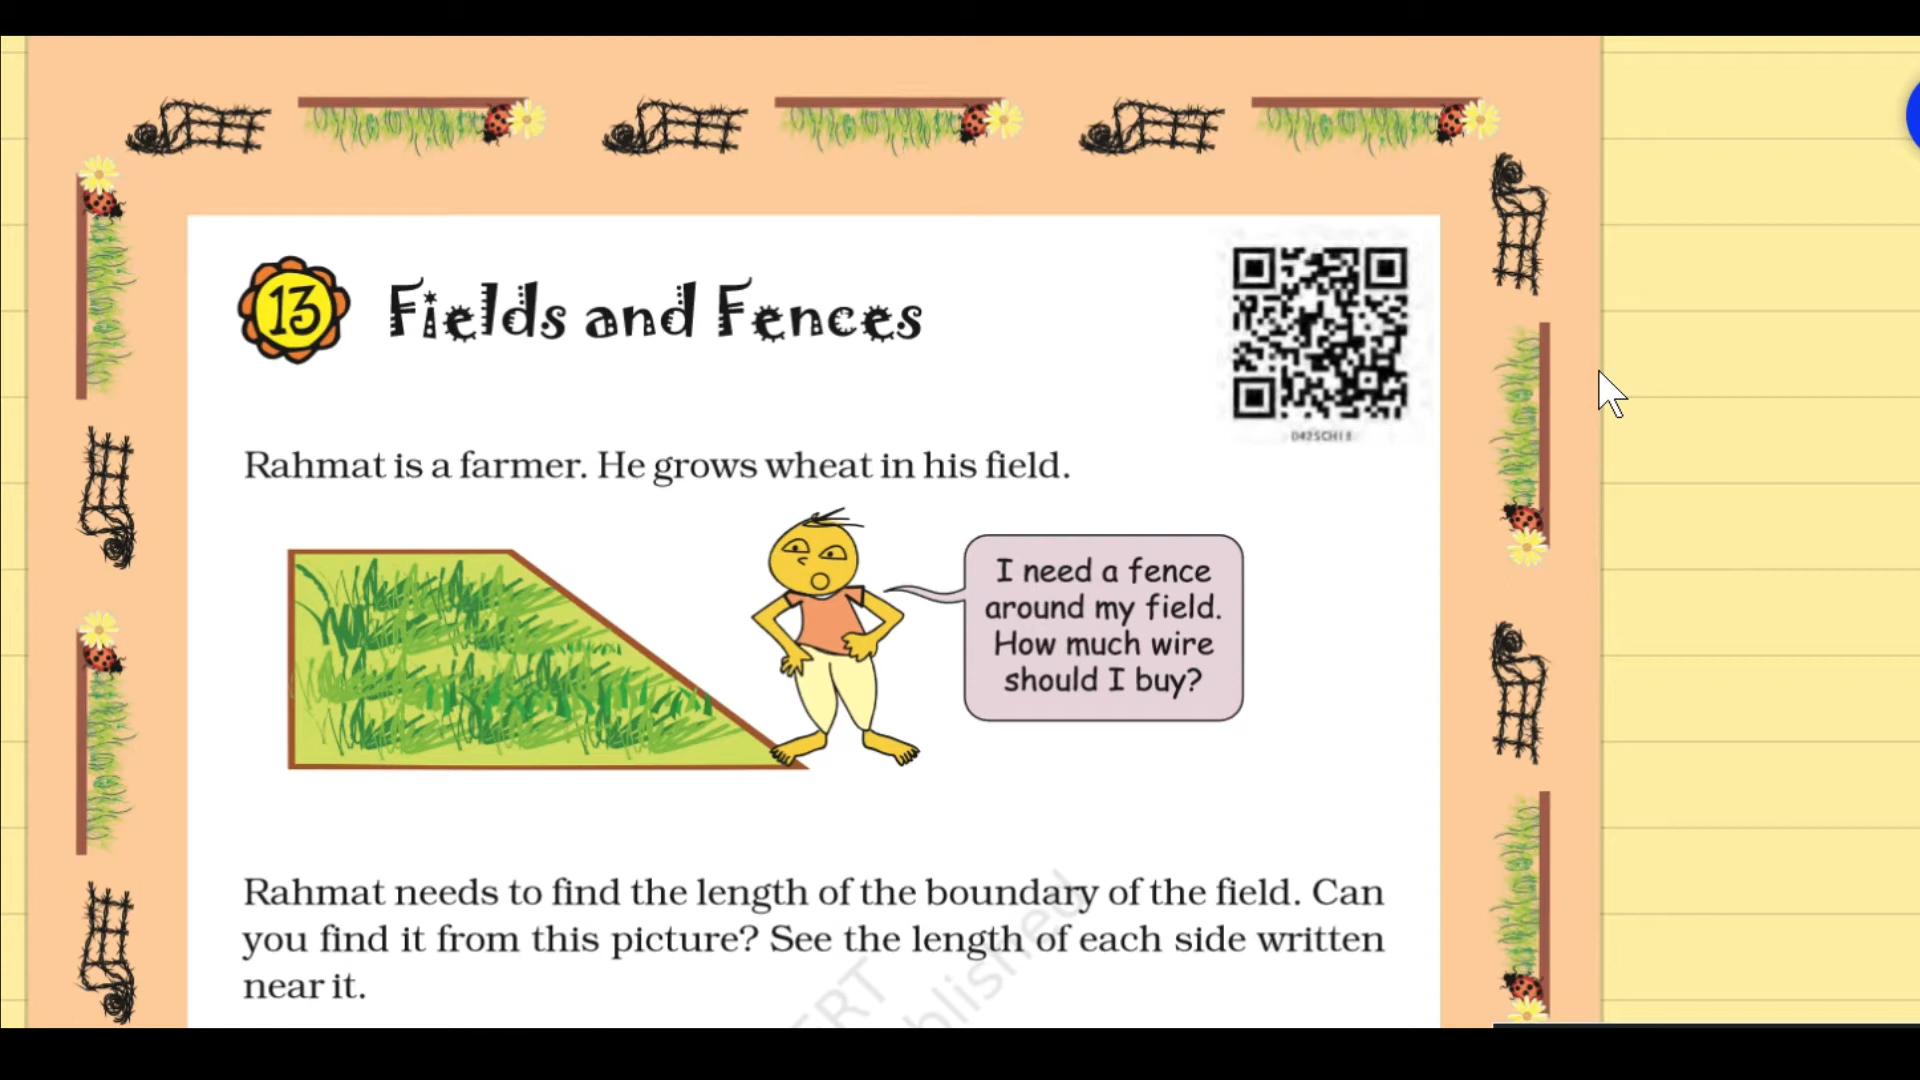 13 Fields and Fences
Rahmat is a farmer. He grows wheat in his field.
I need a fence
around my field.
How much wire
should I buy?
Rahmat needs to find the length of the boundary of the field. Can
you find it from this picture? See the length of each side written
near it.